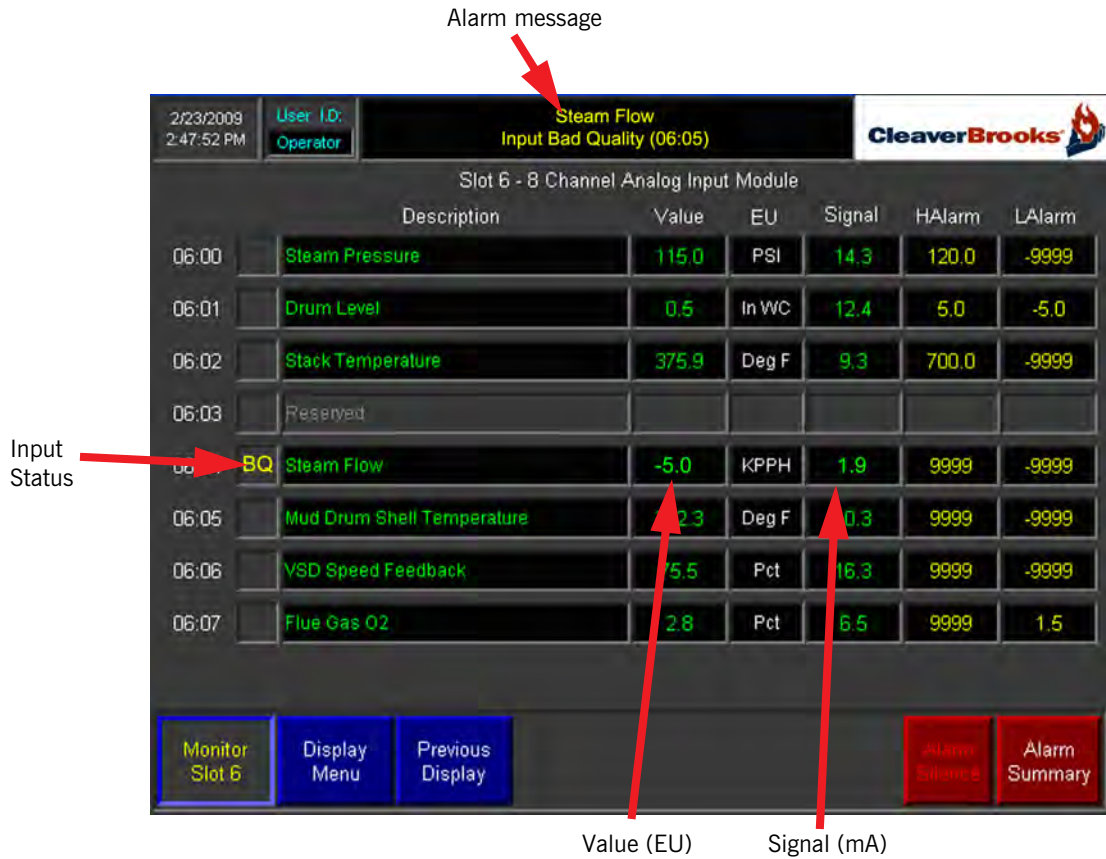 Alarm message
2/23/2009
2:47:52 PM
User I.D:
Operator
Steam Flow
Input Bad Quality (06:05)
CleaverBrooks
Slot 6 - 8 Channel Analog Input Module
Description Value EU Signal HAlarm LAlarm
06:00 Steam Pressure 115.0 PSI 14.3 120.0 -9999
06:01 Drum Level 0.5 In WC 12.4 5.0 -5.0
06:02 Stack Temperature 375.9 Deg F 9.3 700.0 -9999
06:03 Reserved
Input
Status
BQ Steam Flow -5.0 KPPH 1.9 9999 -9999
06:05 Mud Drum Shell Temperature Deg F 9999 -9999
06:06 VSD Speed Feedback Pct 16.3 9999 -9999
06:07 Flue Gas O2 2.8 Pct 6.5 9999 1.5
Monitor
Slot 6
Display
Menu
Previous
Display
Alarm
Silence
Alarm
Summary
Value (EU) Signal (mA)